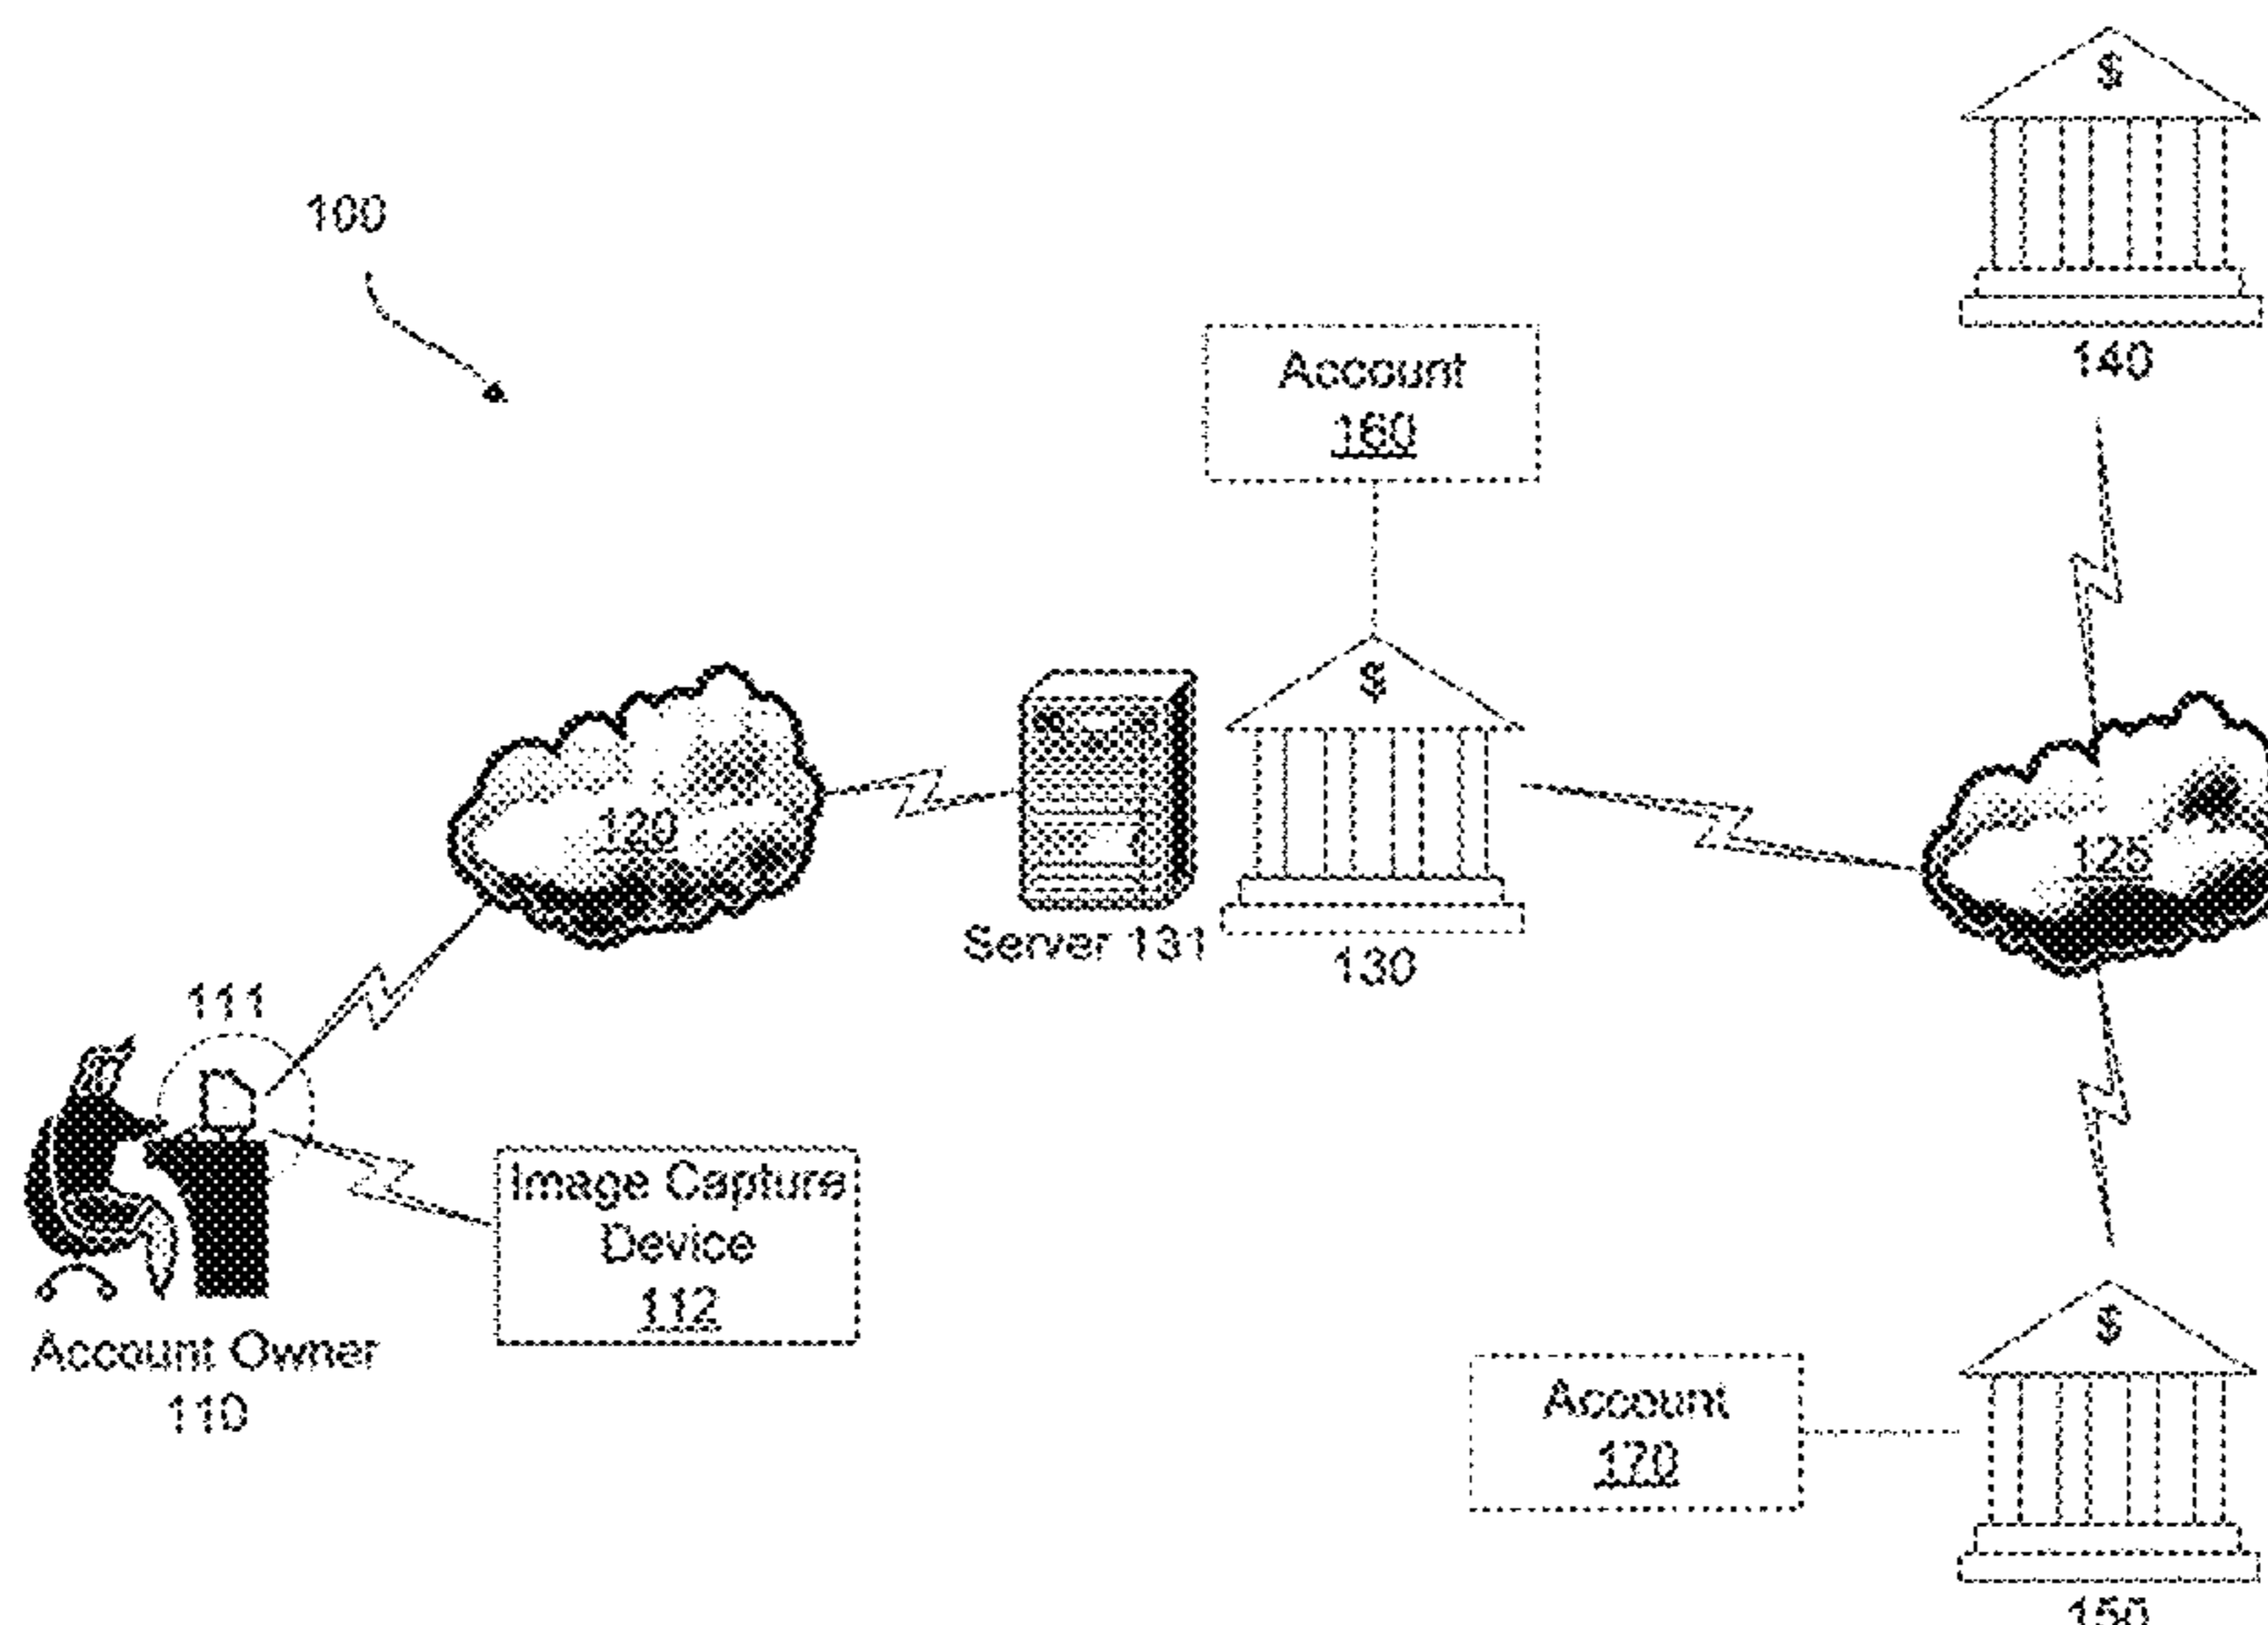 $
100
140
Account
160
$
120
125
Server 131
130
111
Image Capture
Device
112
Account Owner
110
$
Account
170
150